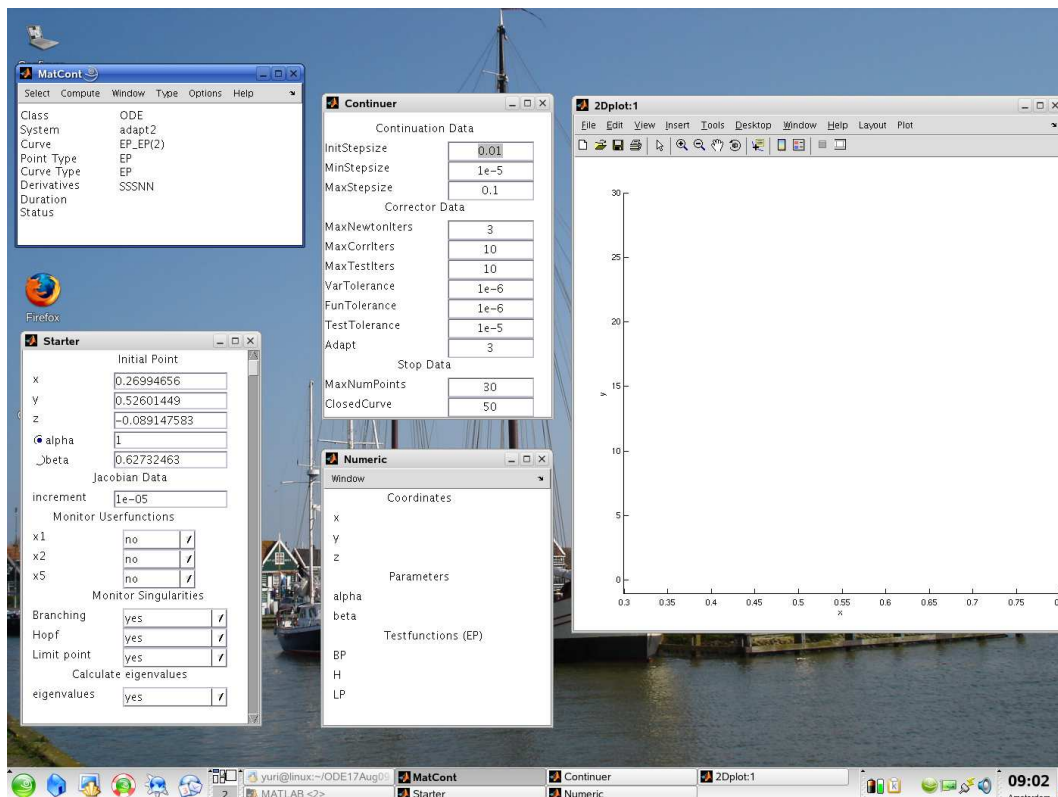 MatCont
Select Compute Window Type Options Help
Class ODE
System adapt2
Curve EP_EP(2)
Point Type EP
Curve Type EP
Derivatives SSSNN
Duration
Status
Firefox
Starter
Initial Point
x 0.26994656
y 0.52601449
z -0.089147583
alpha 1
beta 0.62732463
Jacobian Data
increment 1e-05
Monitor Userfunctions
x1 no
x2 no
x5 no
Monitor Singularities
Branching yes
Hopf yes
Limit point yes
Calculate eigenvalues
eigenvalues yes
Continuer
Continuation Data
InitStepsize 0.01
MinStepsize 1e-5
MaxStepsize 0.1
Corrector Data
MaxNewtonIters 3
MaxCorrIters 10
MaxTestIters 10
VarTolerance 1e-6
FunTolerance 1e-6
TestTolerance 1e-5
Adapt 3
Stop Data
MaxNumPoints 30
ClosedCurve 50
Numeric
Window
Coordinates
x
y
z
Parameters
alpha
beta
Testfunctions (EP)
BP
H
LP
2Dplot:1
File Edit View Insert Tools Desktop Window Help Layout Plot
30
25
20
15
10
5
0
y
0.3 0.35 0.4 0.45 0.5 0.55 0.6 0.65 0.7 0.75 0
x
yuri@linux:~/ODE17Aug09 MatCont Continuer 2Dplot:1 09:02
2 MATLAB <2> Starter Numeric Amsterdam